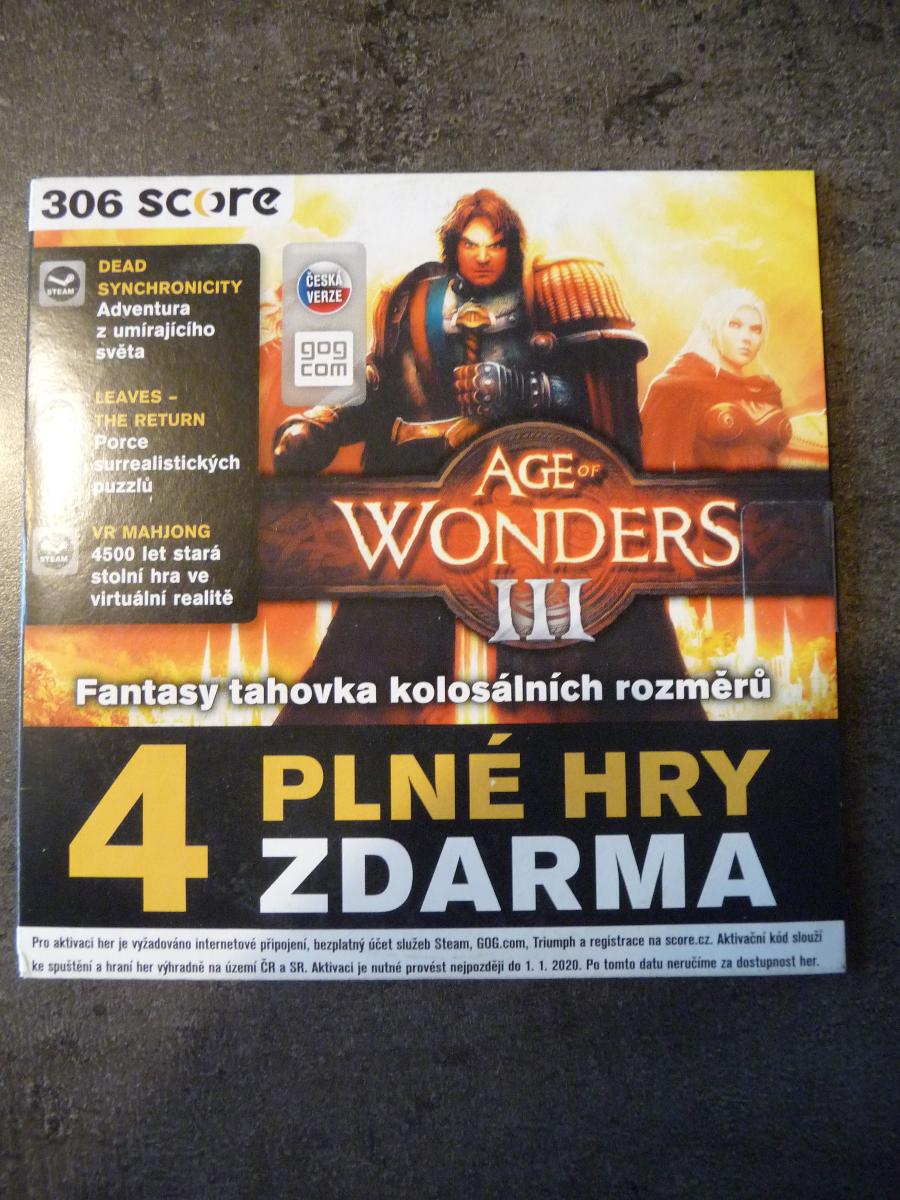 306 score
STEAM
DEAD
SYNCHRONICITY
Adventura
z umírajícího
světa
LEAVES –
THE RETURN
Porce
surrealistických
puzzlů
STEAM
VR MAHJONG
4500 let stará
stolní hra ve
virtuální realitě
ČESKÁ
VERZE
gog
com
AGE OF
WONDERS
III
Fantasy tahovka kolosálních rozměrů
4 PLNÉ HRY
ZDARMA
Pro aktivaci her je vyžadováno internetové připojení, bezplatný účet služeb Steam, GOG.com, Triumph a registrace na score.cz. Aktivační kód slouží
ke spuštění a hraní her výhradně na území ČR a SR. Aktivaci je nutné provést nejpozději do 1. 1. 2020. Po tomto datu neručíme za dostupnost her.